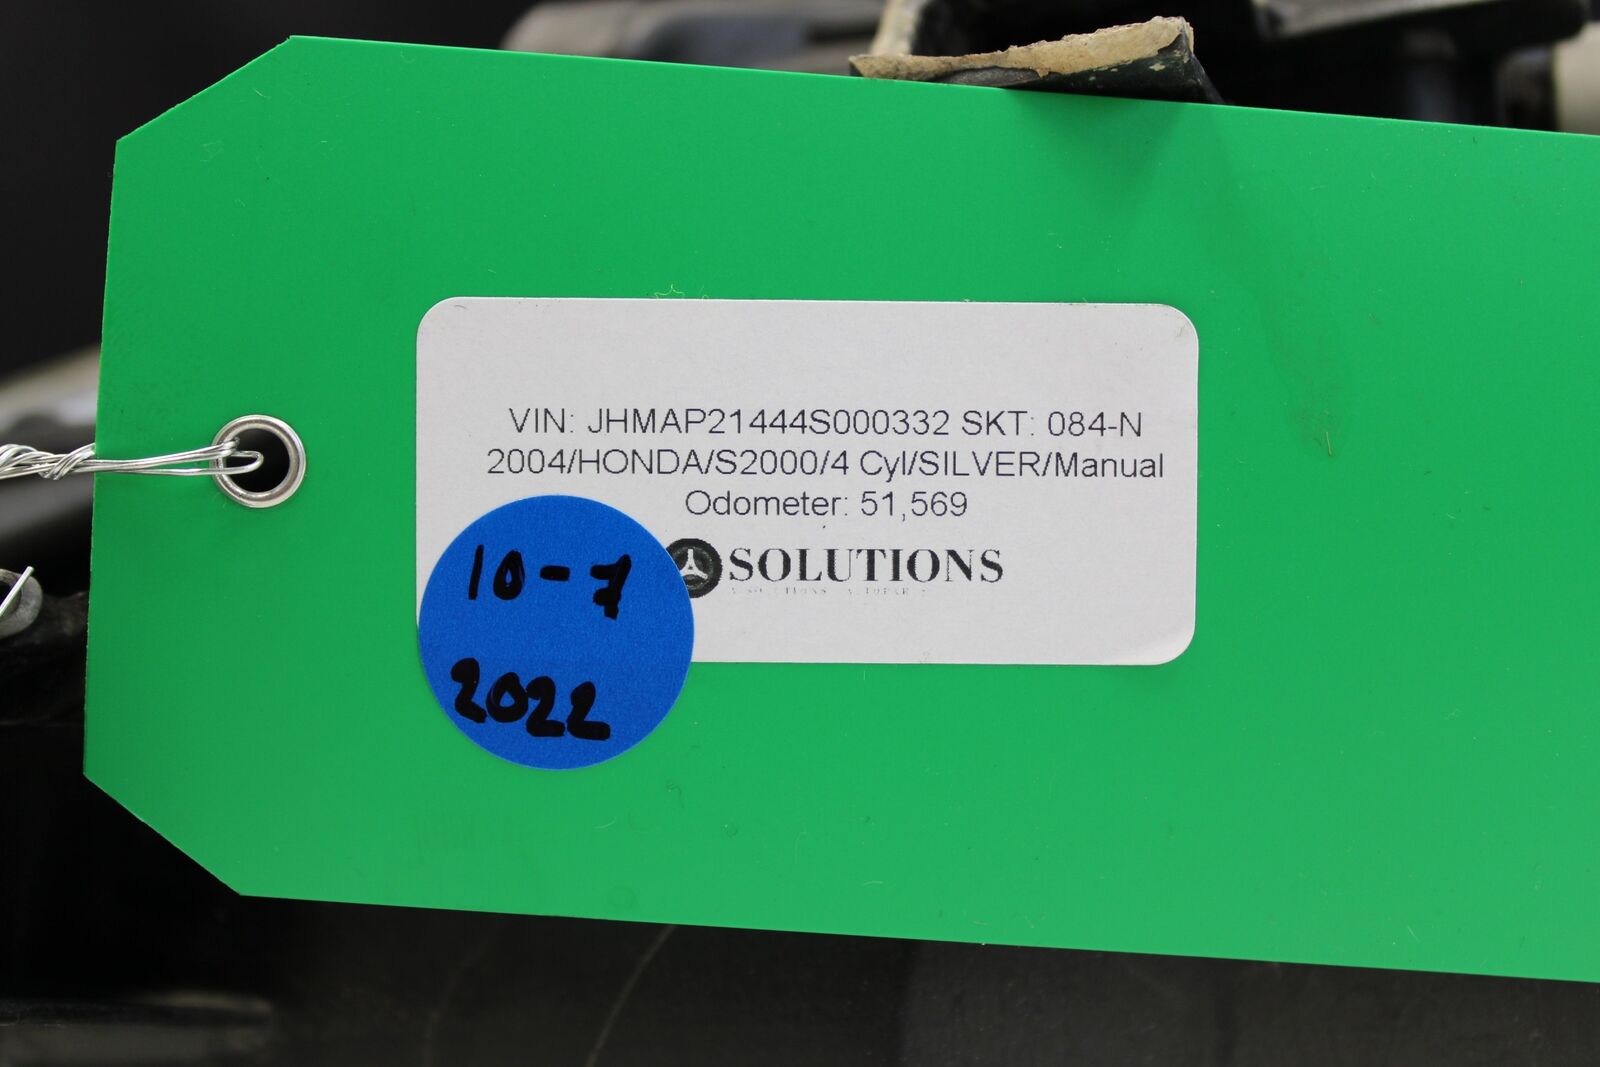 VIN: JHMAP21444S000332 SKT: 084-N
2004/HONDA/S2000/4 Cyl/SILVER/Manual
Odometer: 51,569
SOLUTIONS
10-7
2022